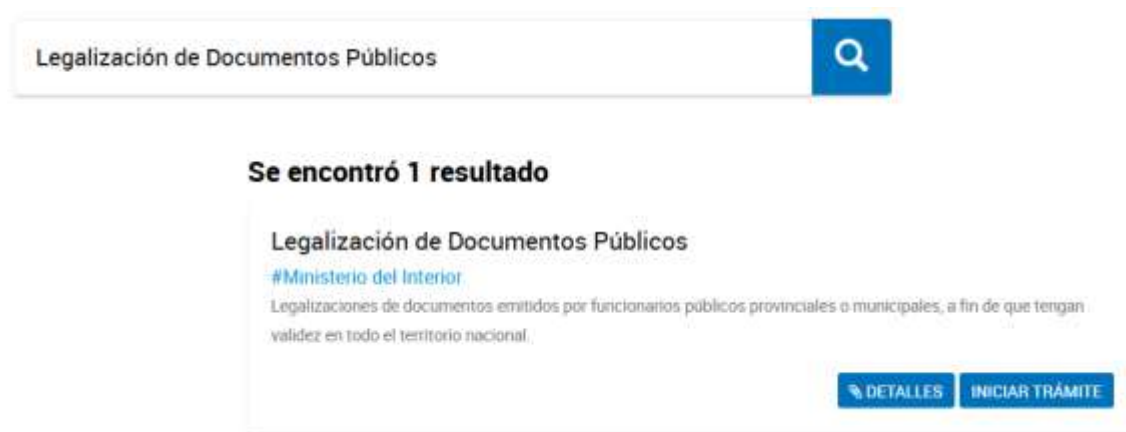 Legalización de Documentos Públicos
Se encontró 1 resultado
Legalización de Documentos Públicos
#Ministerio del Interior
Legalizaciones de documentos emitidos por funcionarios públicos provinciales o municipales, a fin de que tengan
validez en todo el territorio nacional.
DETALLES INICIAR TRÁMITE